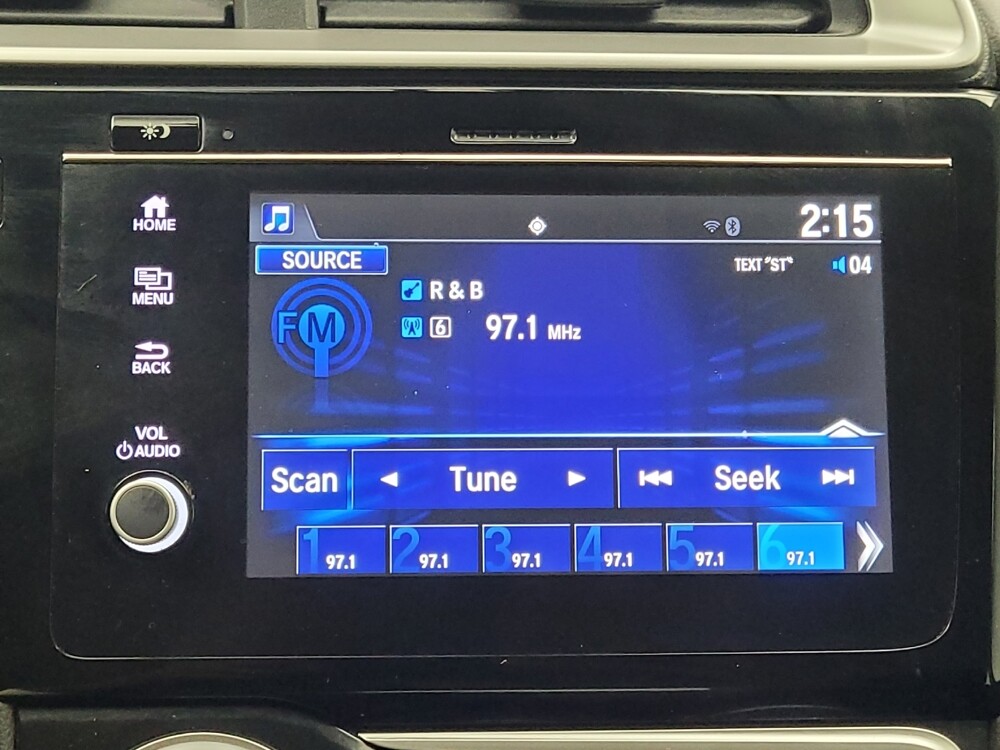 HOME
MENU
BACK
VOL
AUDIO
2:15
SOURCE
TEXT "ST"
04
FM
R & B
6 97.1 MHz
Scan Tune Seek
1 97.1 2 97.1 3 97.1 4 97.1 5 97.1 6 97.1